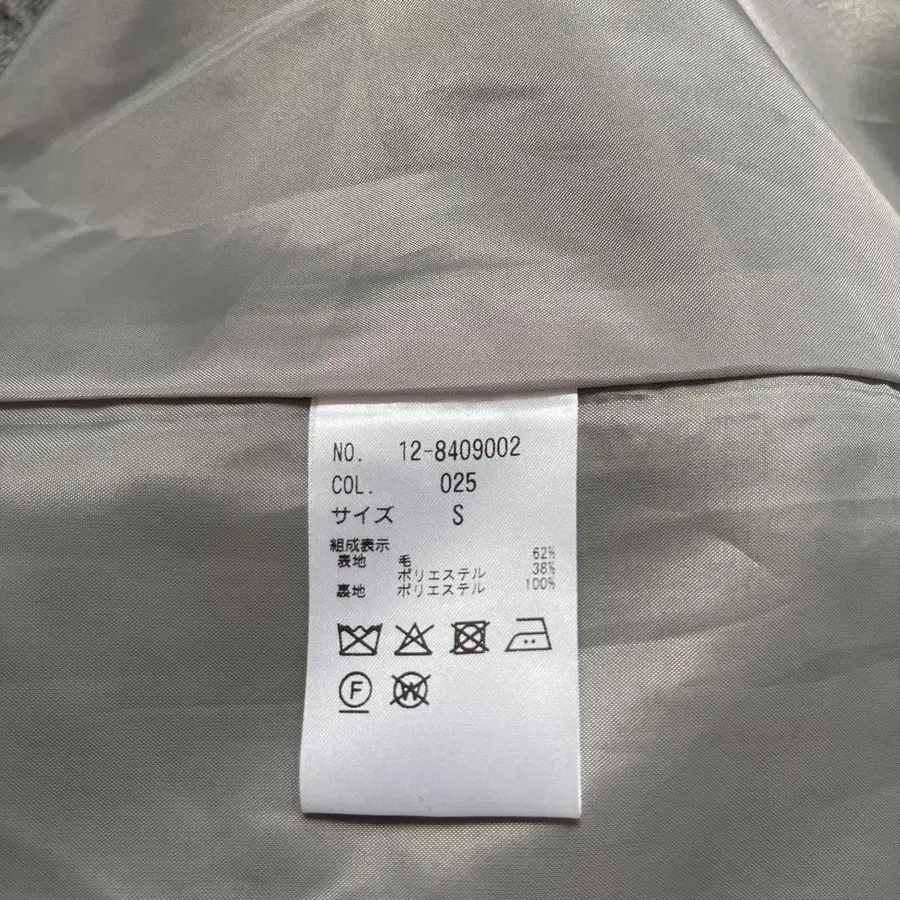 NO. 12-8409002
COL. 025
サイズ S
組成表示
表地 毛 62%
ポリエステル 38%
裏地 ポリエステル 100%
F W